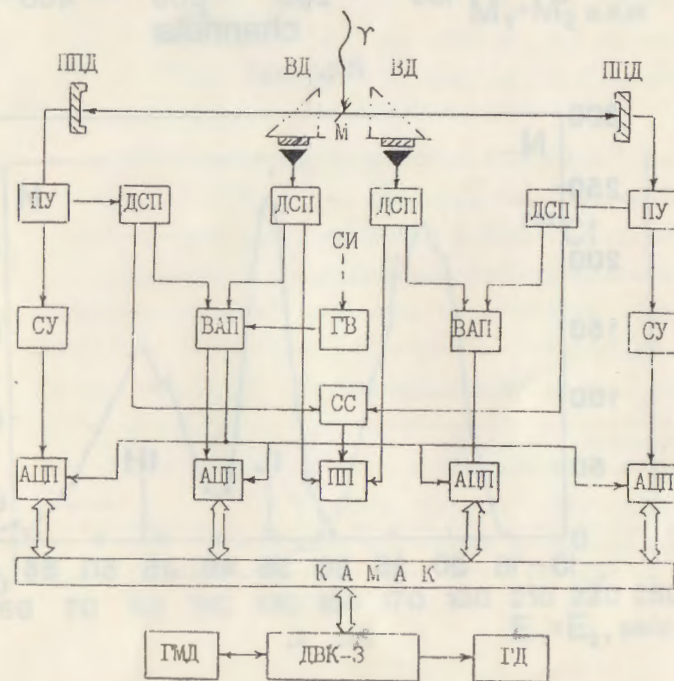 γ
ППД ВД ВД ППД
М
ПУ ДСП ДСП ДСП ДСП ПУ
СИ
СУ ВАП ГВ ВАП СУ
СС
АЦП АЦП ПП АЦП АЦП
К А М А К
ГМД ДВК-3 ГД